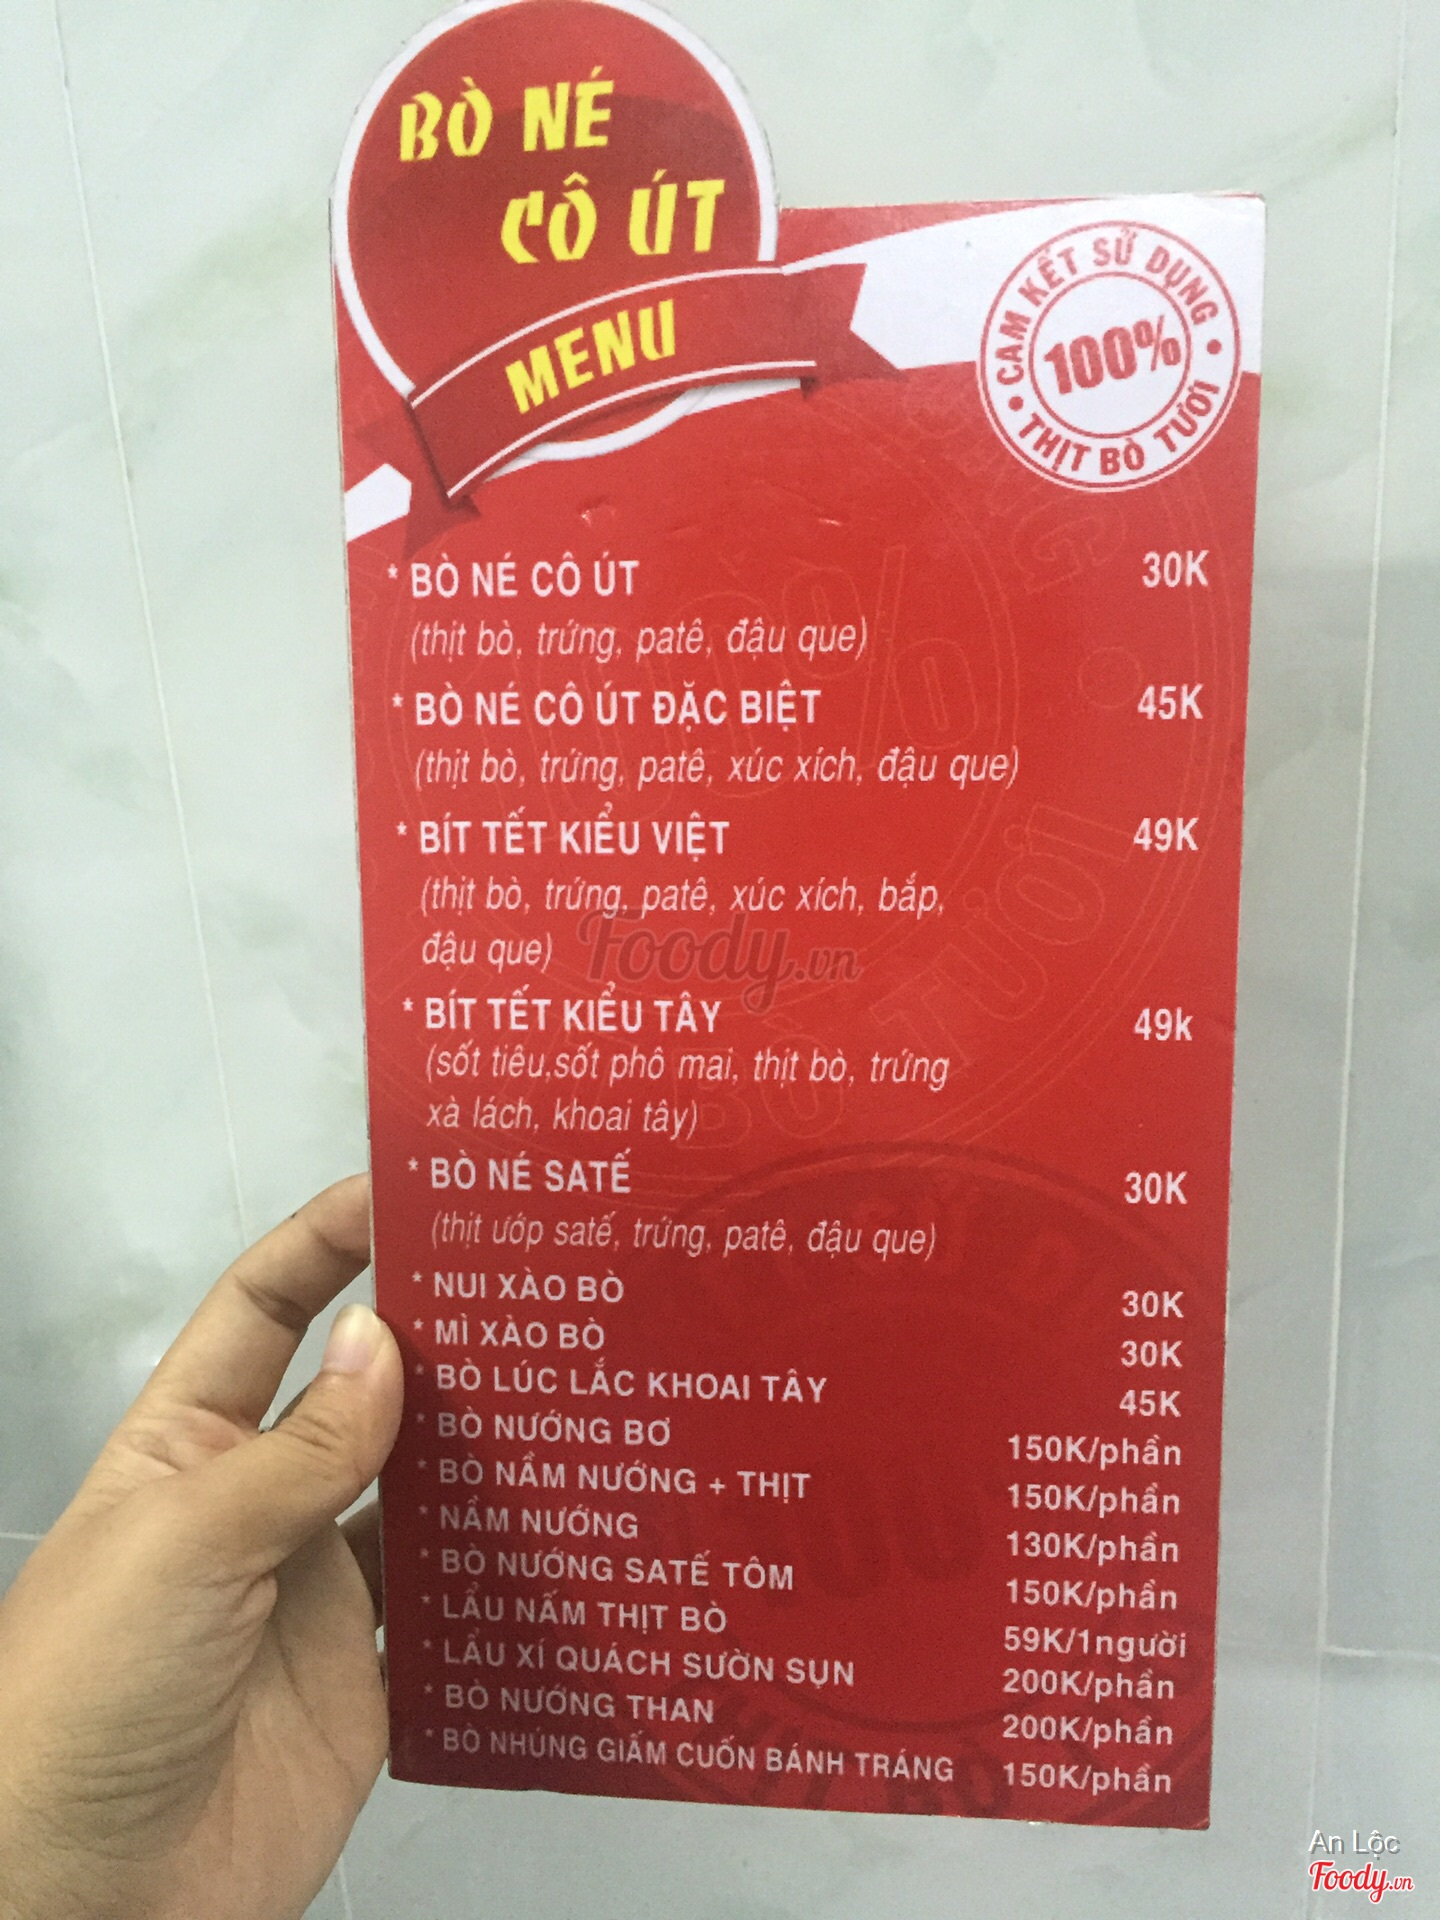 BÒ NÉ
CÔ ÚT
MENU
CAM KẾT SỬ DỤNG
100%
THỊT BÒ TƯƠI
* BÒ NÉ CÔ ÚT 30K
(thịt bò, trứng, patê, đậu que)
* BÒ NÉ CÔ ÚT ĐẶC BIỆT 45K
(thịt bò, trứng, patê, xúc xích, đậu que)
* BÍT TẾT KIỂU VIỆT 49K
(thịt bò, trứng, patê, xúc xích, bắp,
đậu que)
Foody.vn
* BÍT TẾT KIỂU TÂY 49k
(sốt tiêu,sốt phô mai, thịt bò, trứng
xà lách, khoai tây)
* BÒ NÉ SATẾ 30K
(thịt ướp satế, trứng, patê, đậu que)
* NUI XÀO BÒ 30K
* MÌ XÀO BÒ 30K
* BÒ LÚC LẮC KHOAI TÂY 45K
* BÒ NƯỚNG BƠ 150K/phần
* BÒ NẦM NƯỚNG + THỊT 150K/phần
* NẦM NƯỚNG 130K/phần
* BÒ NƯỚNG SATẾ TÔM 150K/phần
* LẨU NẤM THỊT BÒ 59K/1người
* LẨU XÍ QUÁCH SƯỜN SỤN 200K/phần
* BÒ NƯỚNG THAN 200K/phần
* BÒ NHÚNG GIẤM CUỐN BÁNH TRÁNG 150K/phần
An Lộc
Foody.vn